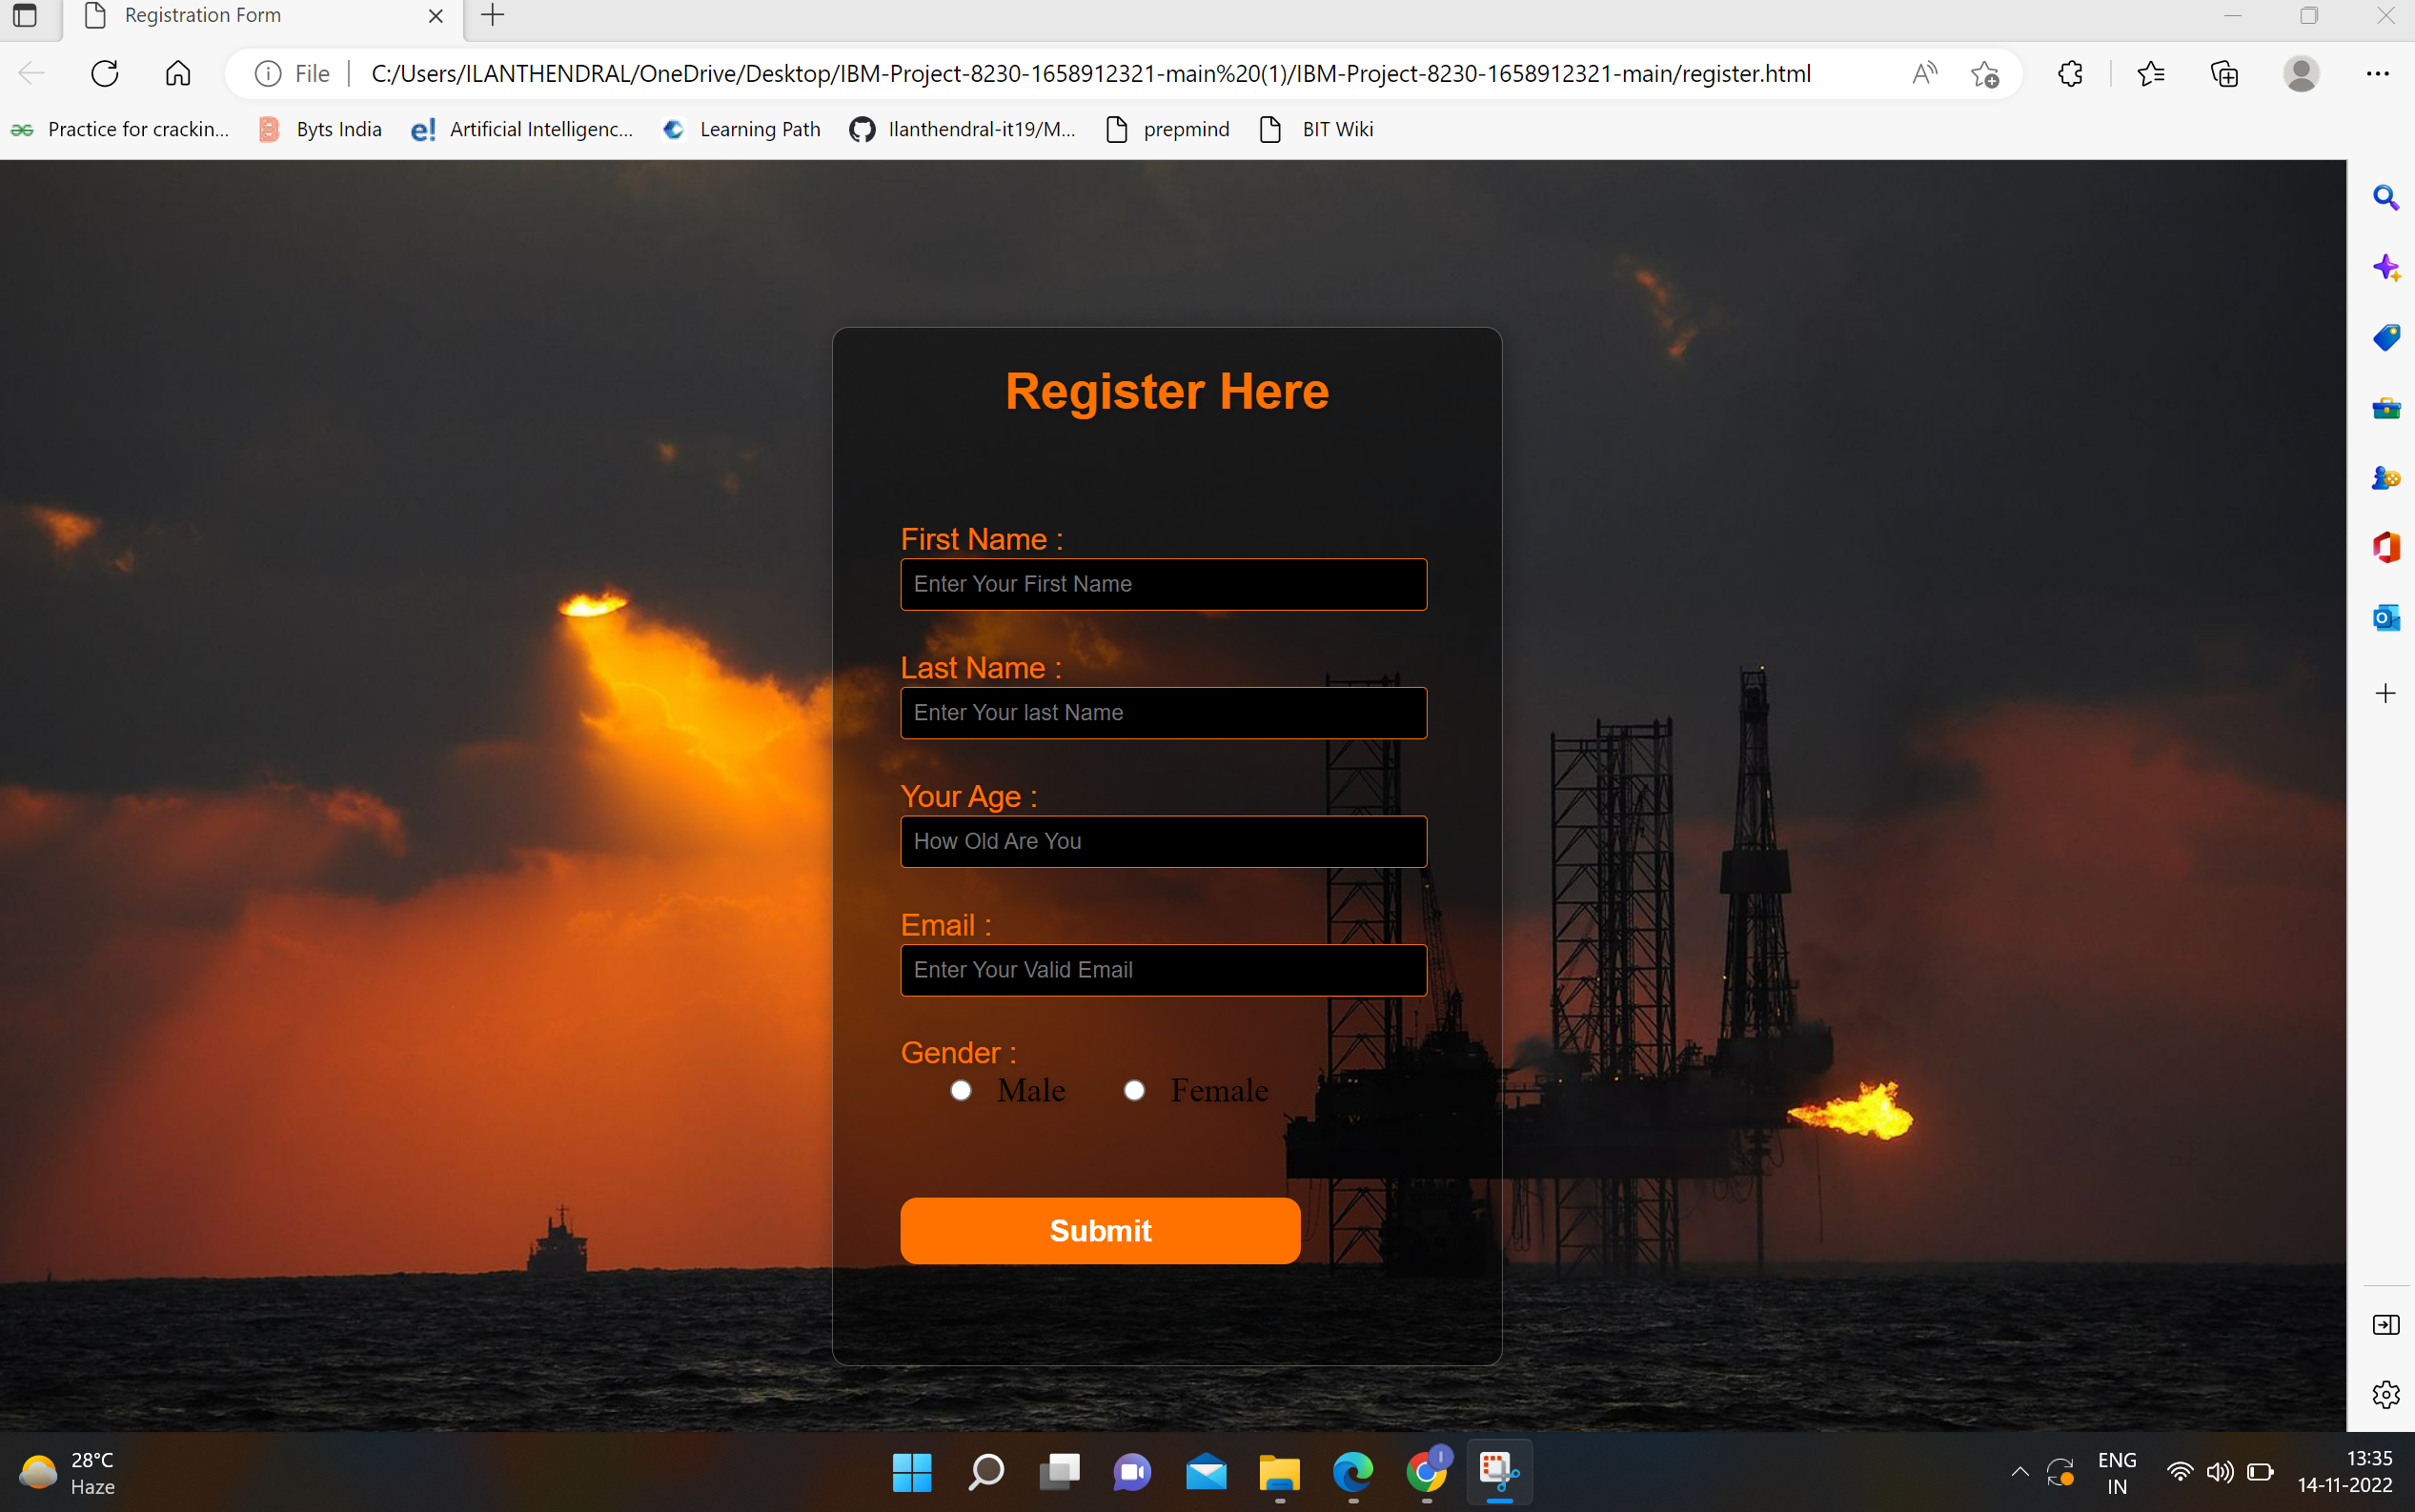 Registration Form
File
C:/Users/ILANTHENDRAL/OneDrive/Desktop/IBM-Project-8230-1658912321-main%20(1)/IBM-Project-8230-1658912321-main/register.html
Practice for crackin...
Byts India
Artificial Intelligenc...
Learning Path
Ilanthendral-it19/M...
prepmind
BIT Wiki
Register Here
First Name :
Enter Your First Name
Last Name :
Enter Your last Name
Your Age :
How Old Are You
Email :
Enter Your Valid Email
Gender :
Male Female
Submit
28°C
Haze
ENG
IN
13:35
14-11-2022